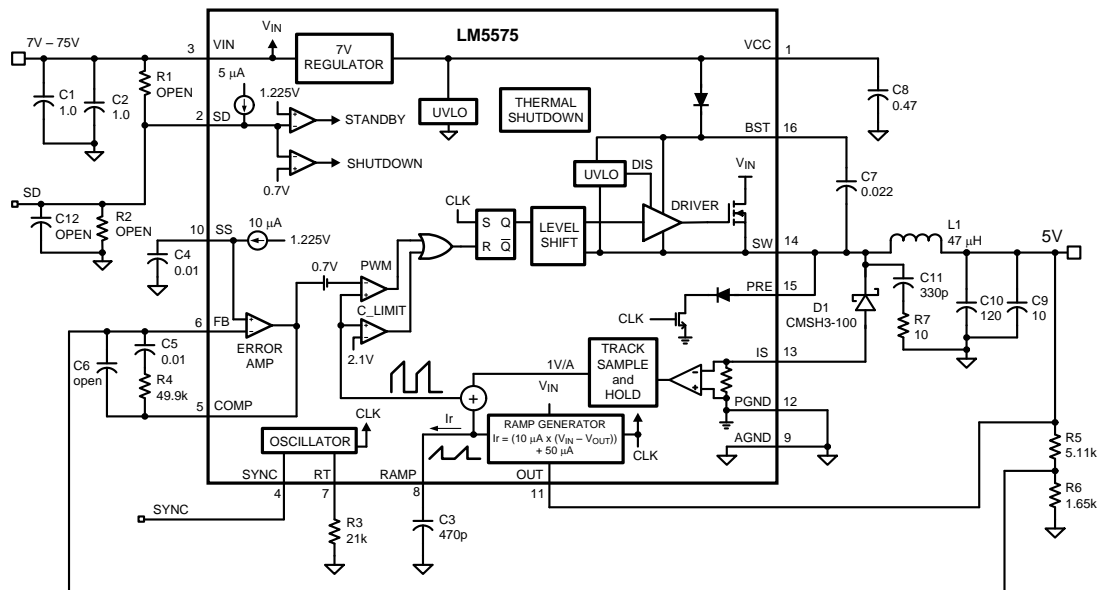 LM5575
7V – 75V
3
VIN
V_IN
7V
REGULATOR
VCC
1
C1
1.0
C2
1.0
R1
OPEN
5 µA
1.225V
2
SD
STANDBY
UVLO
THERMAL
SHUTDOWN
C8
0.47
SHUTDOWN
0.7V
BST
16
V_IN
UVLO
DIS
DRIVER
C7
0.022
SD
C12
OPEN
R2
OPEN
10
SS
10 µA
1.225V
C4
0.01
CLK
S Q
R Q̅
LEVEL
SHIFT
SW
14
L1
47 µH
5V
0.7V
PWM
C_LIMIT
2.1V
PRE
15
CLK
D1
CMSH3-100
C11
330p
R7
10
C10
120
C9
10
6
FB
ERROR
AMP
C6
open
C5
0.01
R4
49.9k
5
COMP
1V/A
TRACK
SAMPLE
and
HOLD
IS
13
V_IN
+
PGND
12
AGND
9
Ir
RAMP GENERATOR
Ir = (10 µA x (V_IN – V_OUT))
+ 50 µA
CLK
CLK
OSCILLATOR
SYNC
4
RT
7
RAMP
8
OUT
11
R5
5.11k
R6
1.65k
SYNC
R3
21k
C3
470p